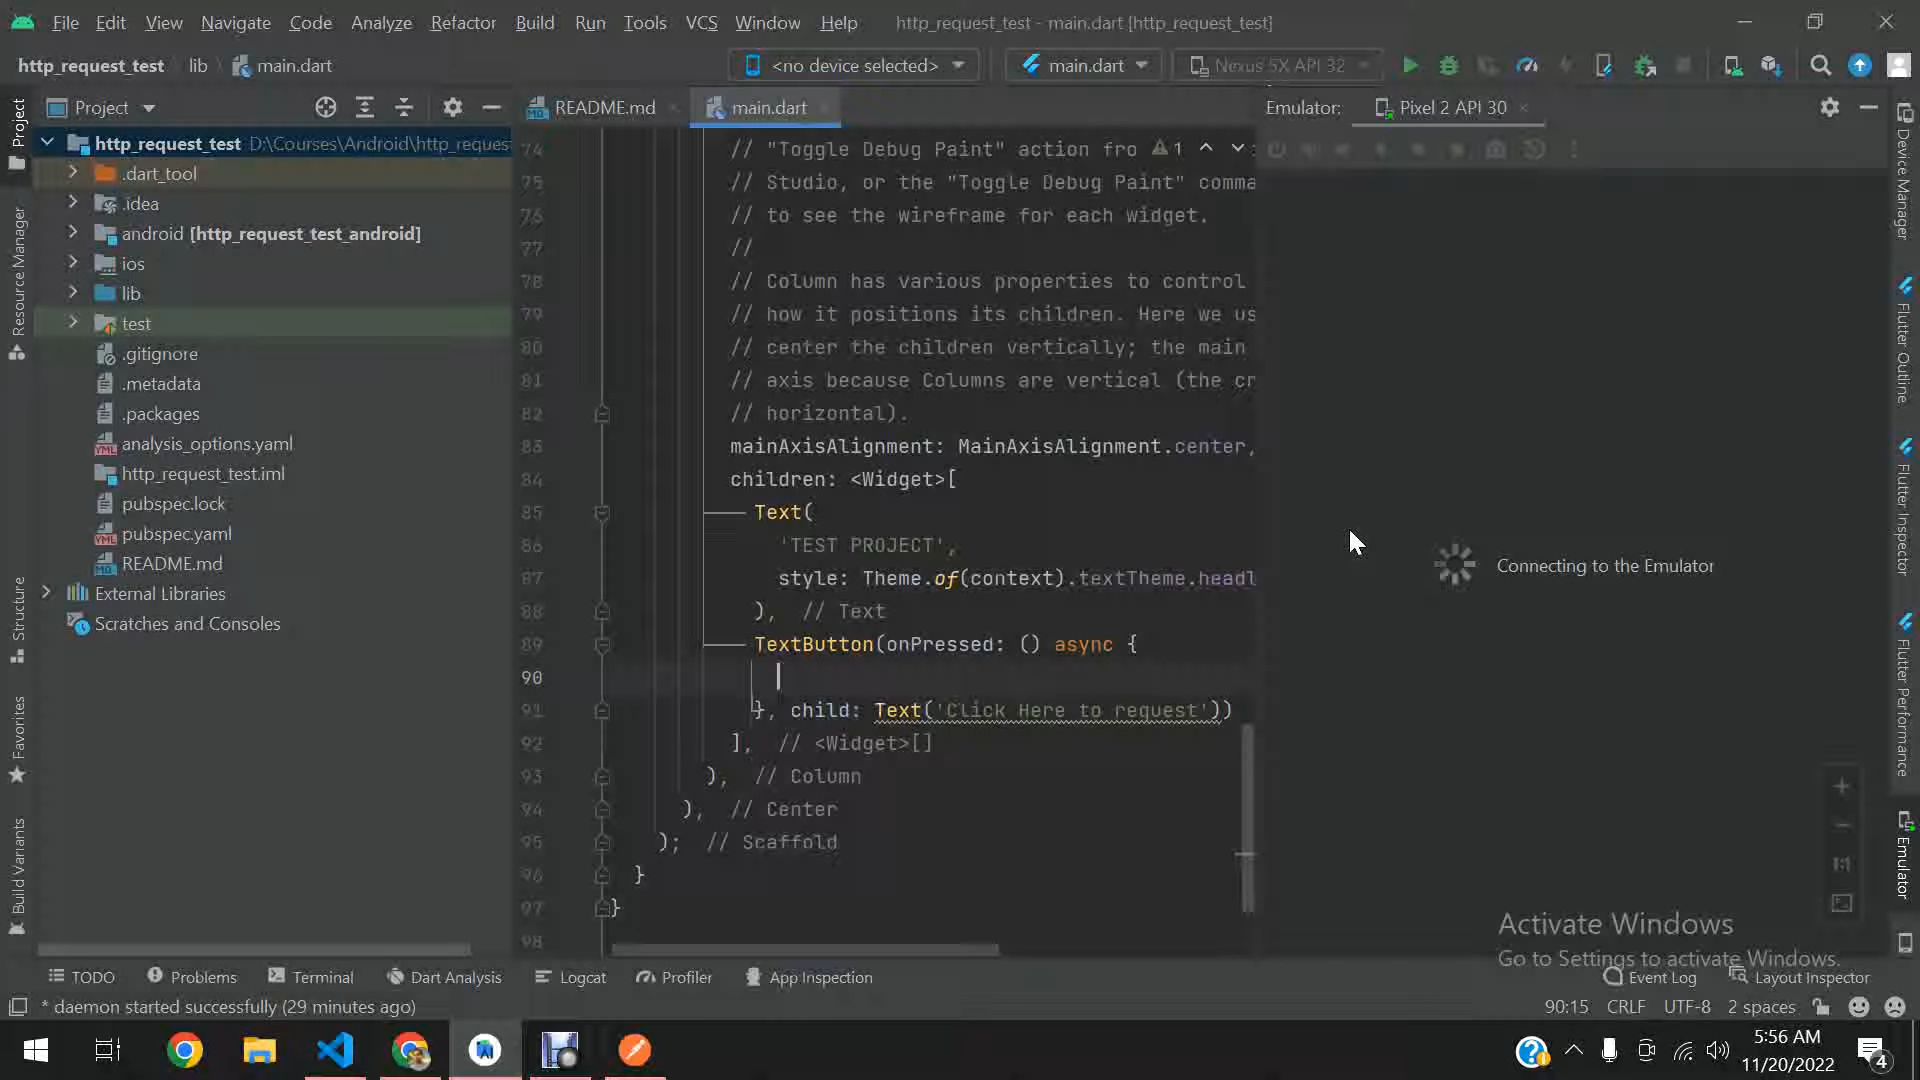 File Edit View Navigate Code Analyze Refactor Build Run Tools VCS Window Help http_request_test - main.dart [http_request_test]
http_request_test lib main.dart <no device selected> main.dart Nexus 5X API 32
Project README.md main.dart Emulator: Pixel 2 API 30
http_request_test D:\Courses\Android\http_reques
.dart_tool
.idea
android [http_request_test_android]
ios
lib
test
.gitignore
.metadata
.packages
analysis_options.yaml
http_request_test.iml
pubspec.lock
pubspec.yaml
README.md
External Libraries
Scratches and Consoles
Project
Resource Manager
Structure
Favorites
Build Variants
74 // "Toggle Debug Paint" action fro 1
75 // Studio, or the "Toggle Debug Paint" comma
76 // to see the wireframe for each widget.
77 //
78 // Column has various properties to control
79 // how it positions its children. Here we us
80 // center the children vertically; the main
81 // axis because Columns are vertical (the cr
82 // horizontal).
83 mainAxisAlignment: MainAxisAlignment.center,
84 children: <Widget>[
85 Text(
86 'TEST PROJECT',
87 style: Theme.of(context).textTheme.headl
88 ), // Text
89 TextButton(onPressed: () async {
90
91 }, child: Text('Click Here to request'))
92 ], // <Widget>[]
93 ), // Column
94 ), // Center
95 ); // Scaffold
96 }
97 }
98
Connecting to the Emulator
1:1
Device Manager
Flutter Outline
Flutter Inspector
Flutter Performance
Emulator
Activate Windows
Go to Settings to activate Windows.
TODO Problems Terminal Dart Analysis Logcat Profiler App Inspection Event Log Layout Inspector
* daemon started successfully (29 minutes ago) 90:15 CRLF UTF-8 2 spaces
5:56 AM
11/20/2022
4